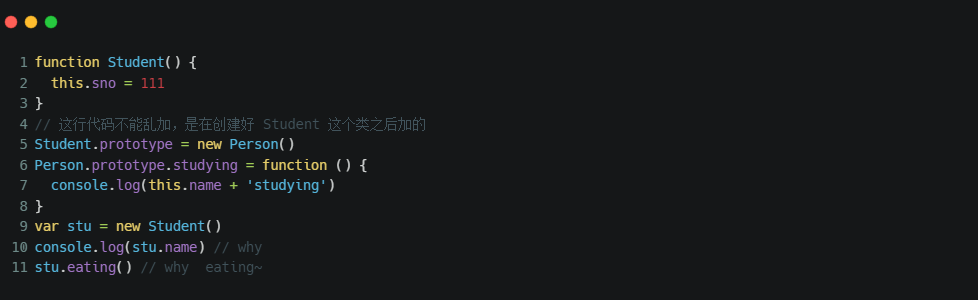 1 function Student() {
2   this.sno = 111
3 }
4 // 这行代码不能乱加，是在创建好 Student 这个类之后加的
5 Student.prototype = new Person()
6 Person.prototype.studying = function () {
7   console.log(this.name + 'studying')
8 }
9 var stu = new Student()
10 console.log(stu.name) // why
11 stu.eating() // why  eating~